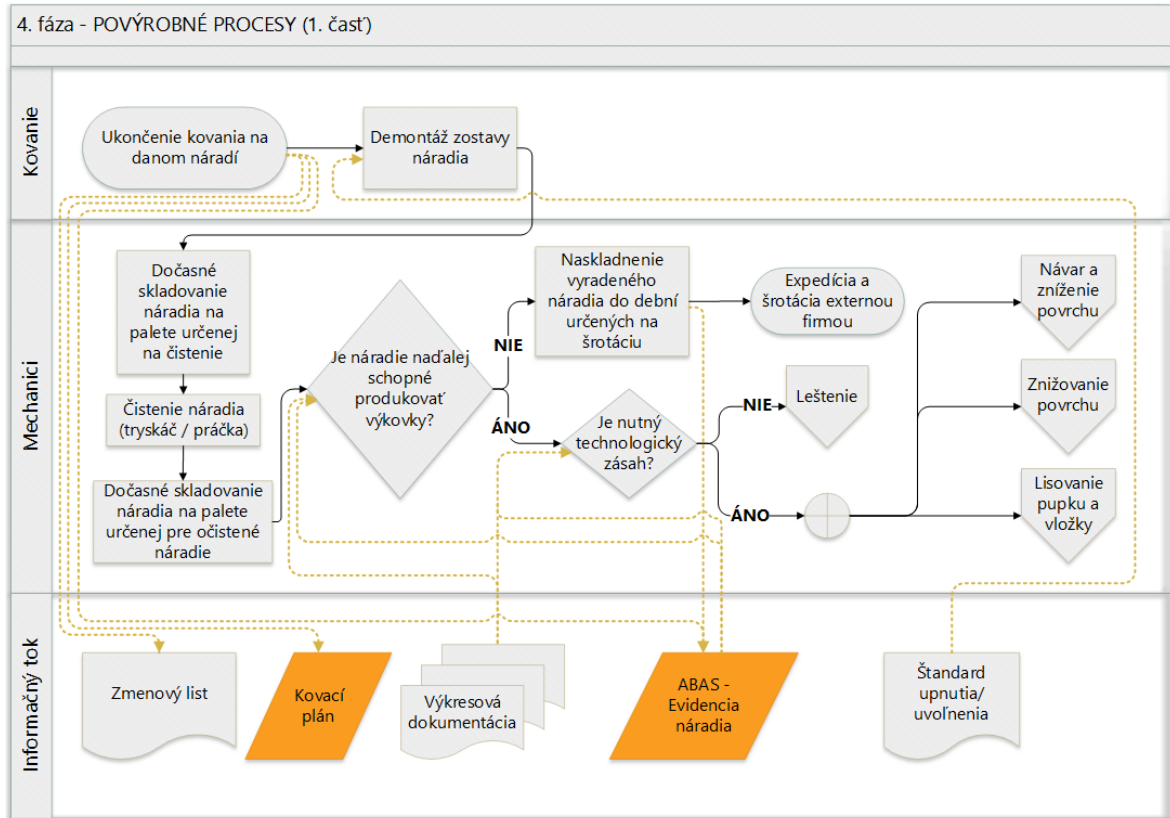 4. fáza - POVÝROBNÉ PROCESY (1. časť)
Kovanie
Ukončenie kovania na
danom náradí
Demontáž zostavy
náradia
Mechanici
Dočasné
skladovanie
náradia na
palete určenej
na čistenie
Čistenie náradia
(tryskáč / práčka)
Dočasné skladovanie
náradia na palete
určenej pre očistené
náradie
Je náradie naďalej
schopné
produkovať
výkovky?
NIE
ÁNO
Naskladnenie
vyradeného
náradia do dební
určených na
šrotáciu
Expedícia a
šrotácia externou
firmou
Je nutný
technologický
zásah?
NIE
ÁNO
Leštenie
Návar a
zníženie
povrchu
Znižovanie
povrchu
Lisovanie
pupku a
vložky
Informačný tok
Zmenový list
Kovací
plán
Výkresová
dokumentácia
ABAS -
Evidencia
náradia
Štandard
upnutia/
uvoľnenia